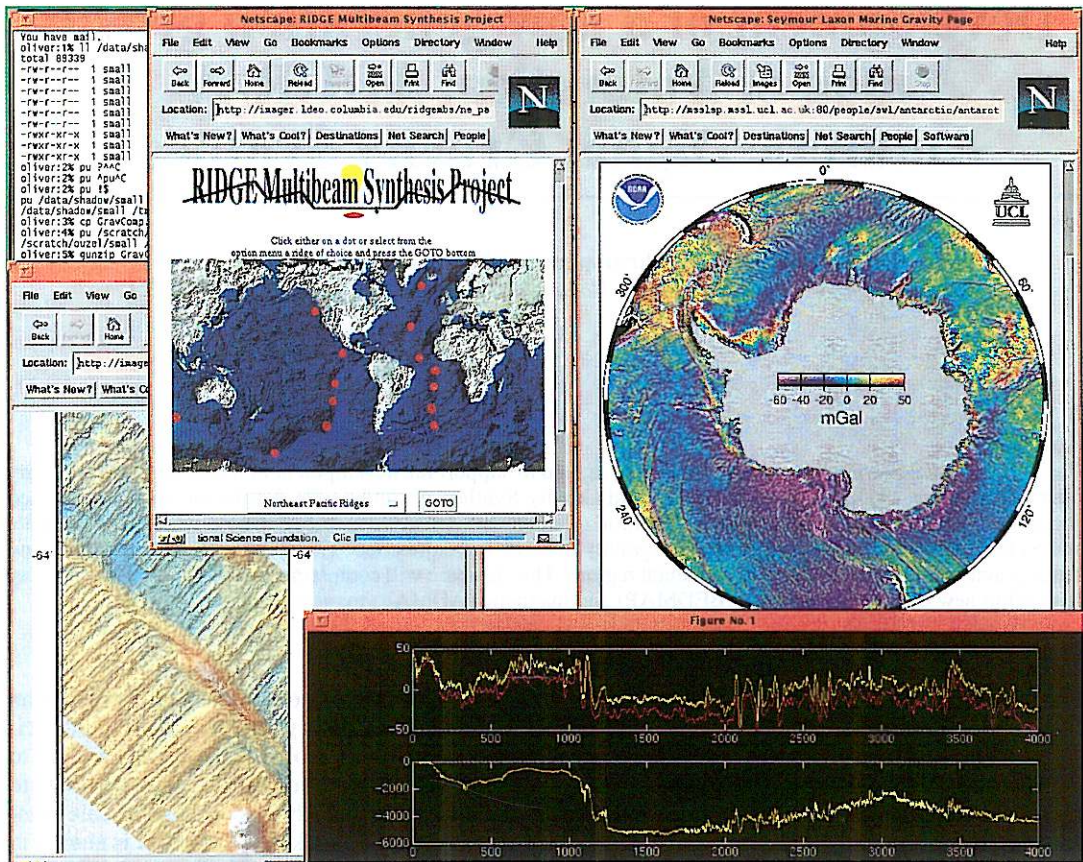 You have mail.
oliver:1% ll /data/sha
total 89339
-rw-r--r-- 1 small
-rw-r--r-- 1 small
-rw-r--r-- 1 small
-rw-r--r-- 1 small
-rw-r--r-- 1 small
-rw-r--r-- 1 small
-rwxr-xr-x 1 small
-rwxr-xr-x 1 small
oliver:2% pu ?^^C
oliver:2% pu ^pu^C
oliver:2% pu !$
pu /data/shadow/small
/data/shadow/small
oliver:3% cp GravComp.
oliver:4% pu /scratch/
/scratch/ouzel/small
oliver:5% gunzip Grav
Netscape: RIDGE Multibeam Synthesis Project
File Edit View Go Bookmarks Options Directory Window Help
Back Forward Home Reload Open Print Find
N
Location: http://imager.ldeo.columbia.edu/ridgembs/ne_pa
What's New? What's Cool? Destinations Net Search People
RIDGE Multibeam Synthesis Project
Click either on a dot or select from the
option menu a ridge of choice and press the GOTO bottom
Northeast Pacific Ridges GOTO
tional Science Foundation. Clic
Netscape: Seymour Laxon Marine Gravity Page
File Edit View Go Bookmarks Options Directory Window Help
Back Forward Home Reload Images Open Print Find Stop
N
Location: http://msslsp.mssl.ucl.ac.uk:80/people/swl/antarctic/antarct
What's New? What's Cool? Destinations Net Search People Software
NOAA
UCL
0°
300°
60°
-60 -40 -20 0 20 50
mGal
240°
120°
File Edit View Go
Back Forward Home
Location: http://image
What's New? What's Co
-64°
Figure No. 1
50
0
-50
0 500 1000 1500 2000 2500 3000 3500 4000
0
-2000
-4000
-6000
0 500 1000 1500 2000 2500 3000 3500 4000